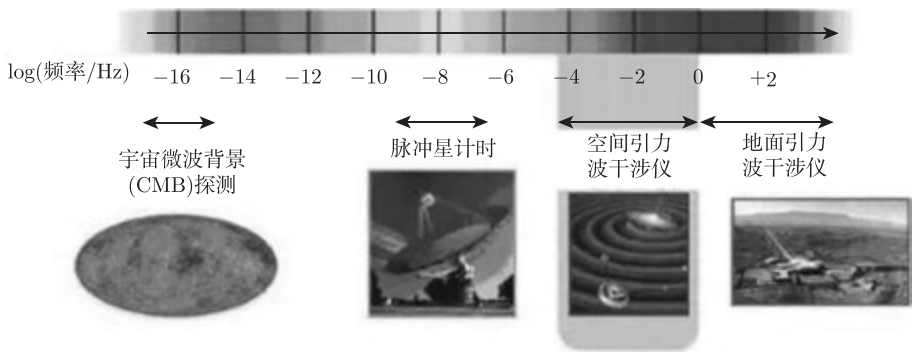 log(频率/Hz) −16 −14 −12 −10 −8 −6 −4 −2 0 +2
宇宙微波背景
(CMB)探测
脉冲星计时
空间引力
波干涉仪
地面引力
波干涉仪